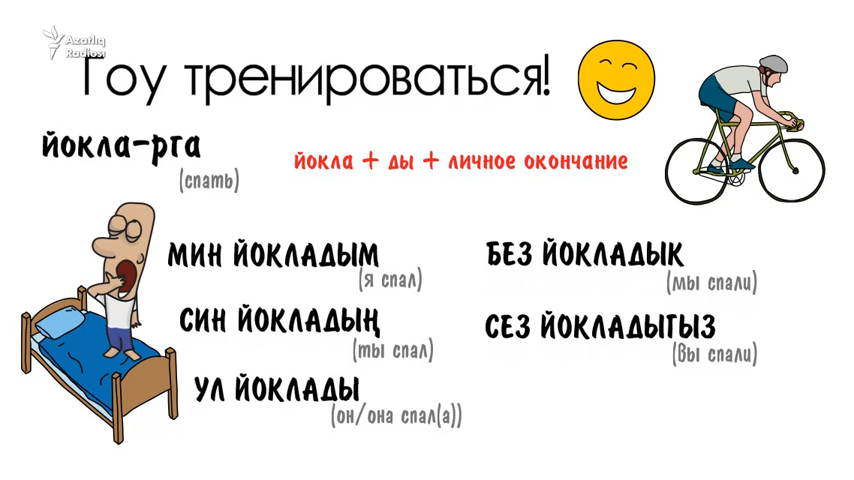 Azatlıq
Radiosı
Гоу тренироваться!
йокла-рга
(спать)
йокла + ды + личное окончание
МИН ЙОКЛАДЫМ
(я спал)
СИН ЙОКЛАДЫҢ
(ты спал)
УЛ ЙОКЛАДЫ
(он/она спал(а))
БЕЗ ЙОКЛАДЫК
(мы спали)
СЕЗ ЙОКЛАДЫГЫЗ
(вы спали)